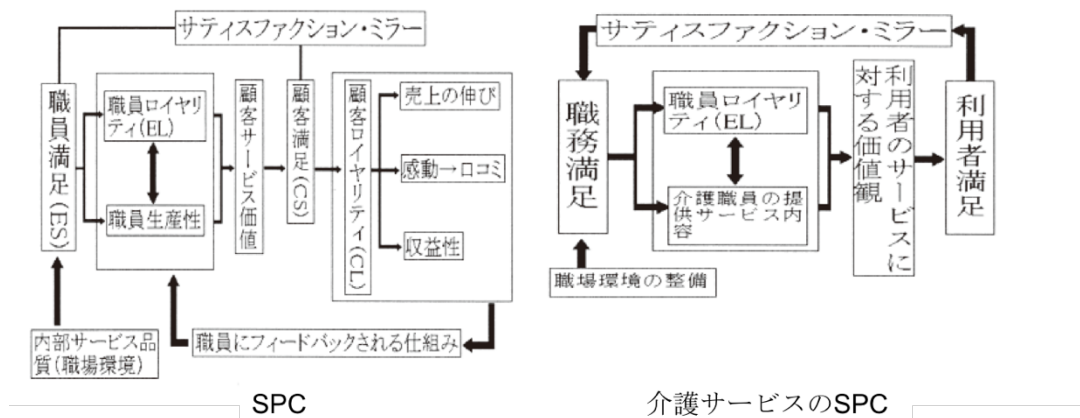 サティスファクション・ミラー
職員満足(ES)
職員ロイヤリ
ティ(EL)
職員生産性
顧客サービス価値
顧客満足(CS)
顧客ロイヤリティ(CL)
売上の伸び
感動→口コミ
収益性
内部サービス品
質(職場環境)
職員にフィードバックされる仕組み
SPC
サティスファクション・ミラー
職務満足
職員ロイヤリ
ティ(EL)
介護職員の提
供サービス内
容
利用者のサービスに
対する価値観
利用者満足
職場環境の整備
介護サービスのSPC